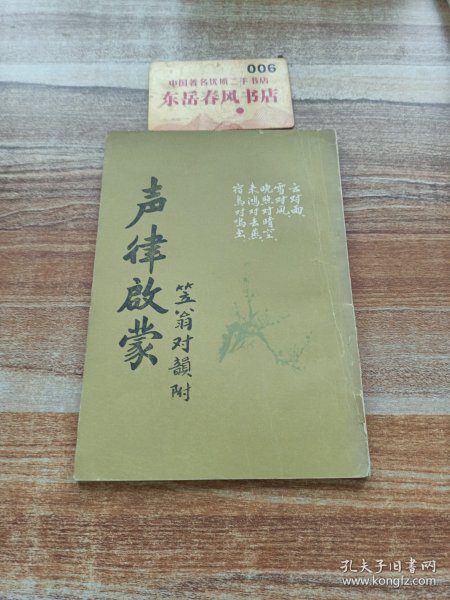 006
中国著名优质二手书店
东岳春风书店
云对雨
雪对风
晚照对晴空
来鸿对去燕
宿鸟对鸣虫
声律啟蒙
笠翁对韻附
孔夫子旧书网
www.kongfz.com